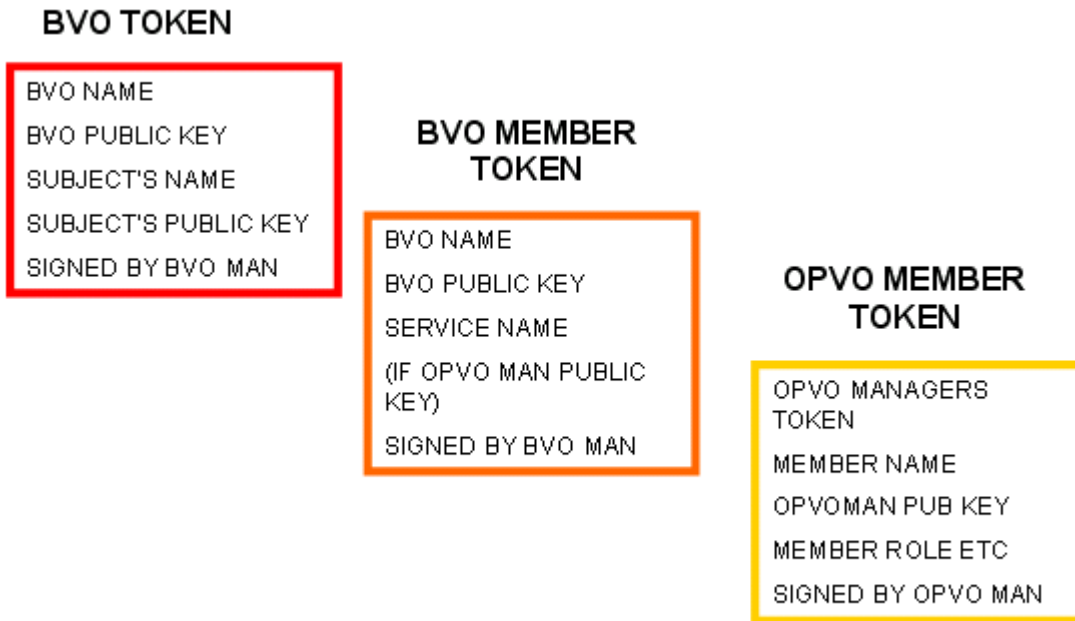 BVO TOKEN
BVO NAME
BVO PUBLIC KEY
SUBJECT'S NAME
SUBJECT'S PUBLIC KEY
SIGNED BY BVO MAN
BVO MEMBER
TOKEN
BVO NAME
BVO PUBLIC KEY
SERVICE NAME
(IF OPVO MAN PUBLIC
KEY)
SIGNED BY BVO MAN
OPVO MEMBER
TOKEN
OPVO MANAGERS
TOKEN
MEMBER NAME
OPVOMAN PUB KEY
MEMBER ROLE ETC
SIGNED BY OPVO MAN